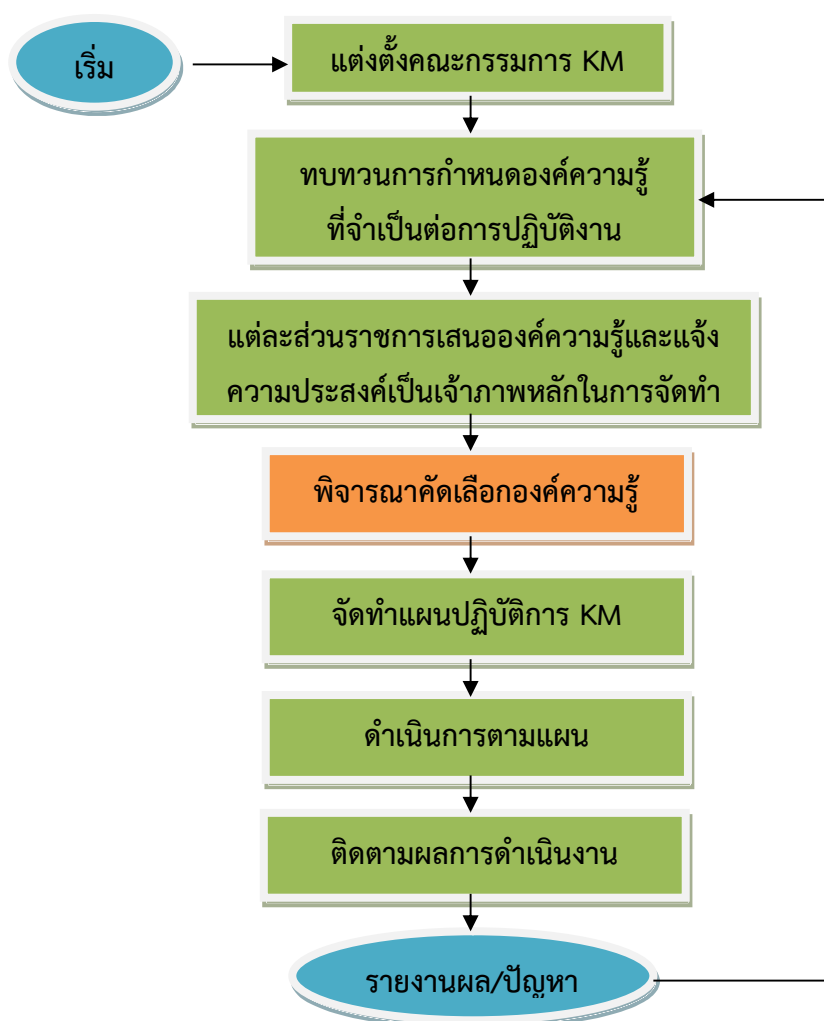 เริ่ม
แต่งตั้งคณะกรรมการ KM
ทบทวนการกำหนดองค์ความรู้
ที่จำเป็นต่อการปฏิบัติงาน
แต่ละส่วนราชการเสนอองค์ความรู้และแจ้ง
ความประสงค์เป็นเจ้าภาพหลักในการจัดทำ
พิจารณาคัดเลือกองค์ความรู้
จัดทำแผนปฏิบัติการ KM
ดำเนินการตามแผน
ติดตามผลการดำเนินงาน
รายงานผล/ปัญหา